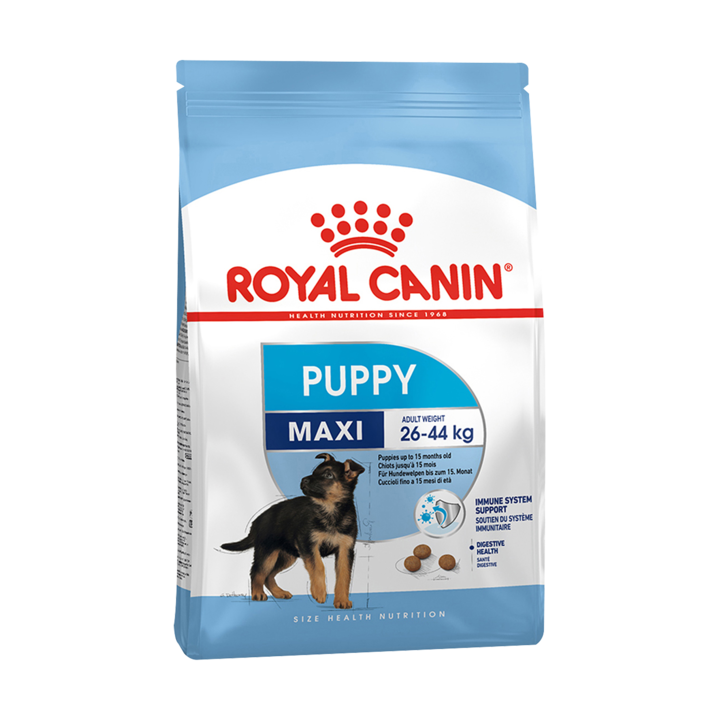 ROYAL CANIN®
HEALTH NUTRITION SINCE 1968
PUPPY
MAXI
ADULT WEIGHT
26-44 kg
Puppies up to 15 months old
Chiots jusqu'à 15 mois
Für Hundewelpen bis zum 15. Monat
Cuccioli fino a 15 mesi di età
IMMUNE SYSTEM
SUPPORT
SOUTIEN DU SYSTÈME
IMMUNITAIRE
DIGESTIVE
HEALTH
SANTÉ
DIGESTIVE
SIZE HEALTH NUTRITION